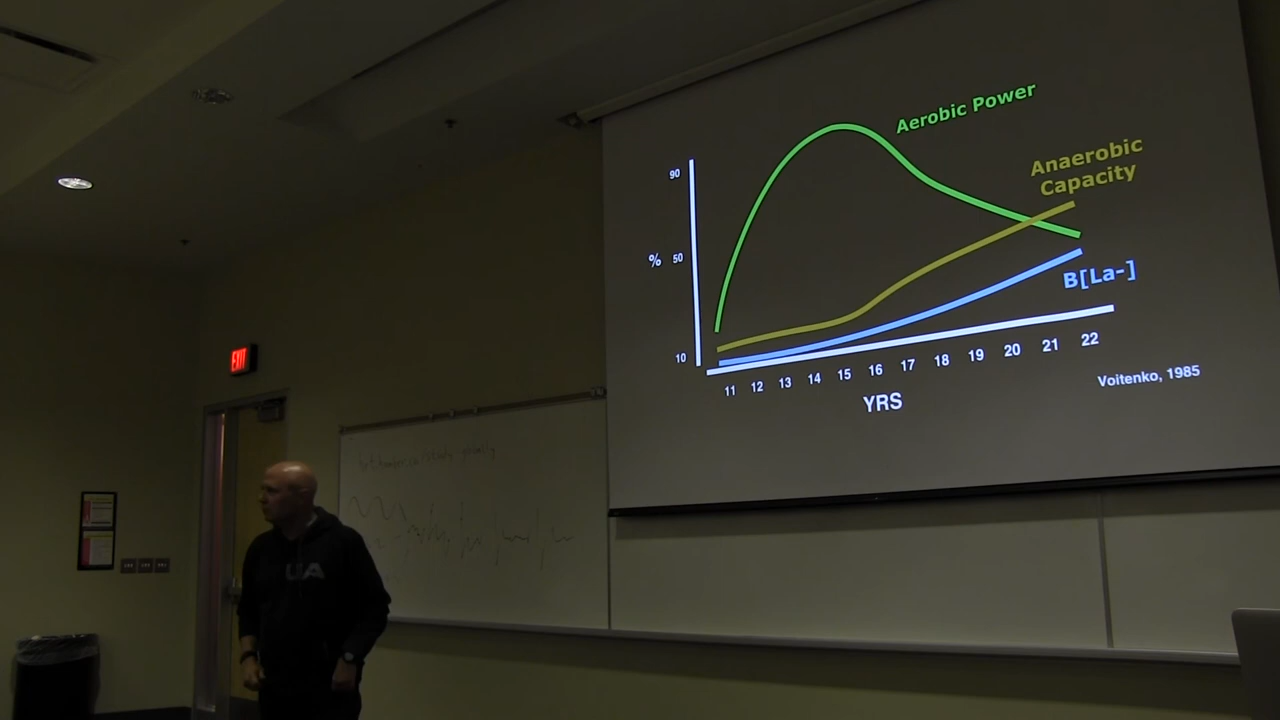 Aerobic Power
Anaerobic
Capacity
90
% 50
B[La-]
10
11 12 13 14 15 16 17 18 19 20 21 22
YRS
Voitenko, 1985
EXIT